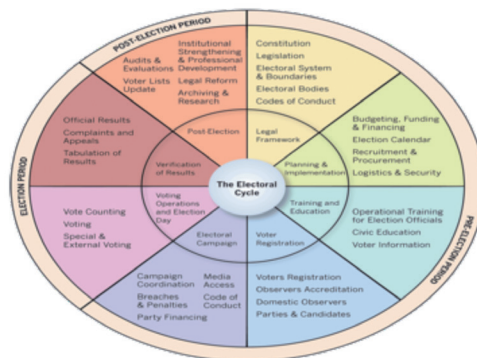 POST-ELECTION PERIOD
ELECTION PERIOD
PRE-ELECTION PERIOD
The Electoral
Cycle
Legal
Framework
Constitution
Legislation
Electoral System
& Boundaries
Electoral Bodies
Codes of Conduct
Planning &
Implementation
Budgeting, Funding
& Financing
Election Calendar
Recruitment &
Procurement
Logistics & Security
Training and
Education
Operational Training
for Election Officials
Civic Education
Voter Information
Voter
Registration
Voters Registration
Observers Accreditation
Domestic Observers
Parties & Candidates
Electoral
Campaign
Campaign
Coordination
Breaches
& Penalties
Party Financing
Media
Access
Code of
Conduct
Voting
Operations
and Election
Day
Vote Counting
Voting
Special &
External Voting
Verification
of Results
Official Results
Complaints and
Appeals
Tabulation of
Results
Post-Election
Audits &
Evaluations
Voter Lists
Update
Institutional
Strengthening
& Professional
Development
Legal Reform
Archiving &
Research